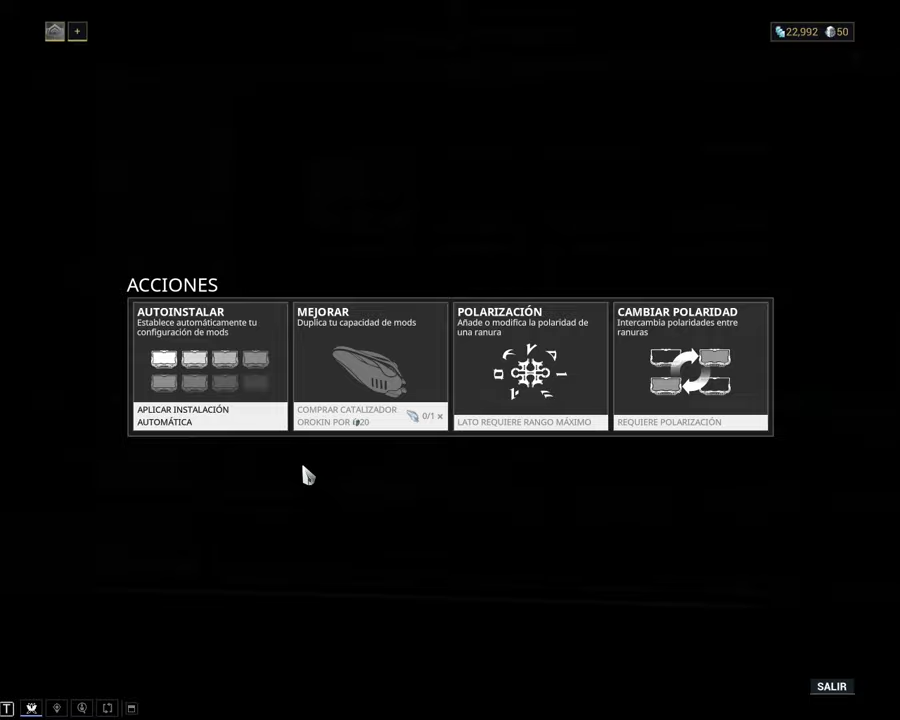 +
22,992 50
ACCIONES
AUTOINSTALAR
Establece automáticamente tu
configuración de mods
APLICAR INSTALACIÓN
AUTOMÁTICA
MEJORAR
Duplica tu capacidad de mods
COMPRAR CATALIZADOR
OROKIN POR 20
0/1 ×
POLARIZACIÓN
Añade o modifica la polaridad de
una ranura
LATO REQUIERE RANGO MÁXIMO
CAMBIAR POLARIDAD
Intercambia polaridades entre
ranuras
REQUIERE POLARIZACIÓN
SALIR
T